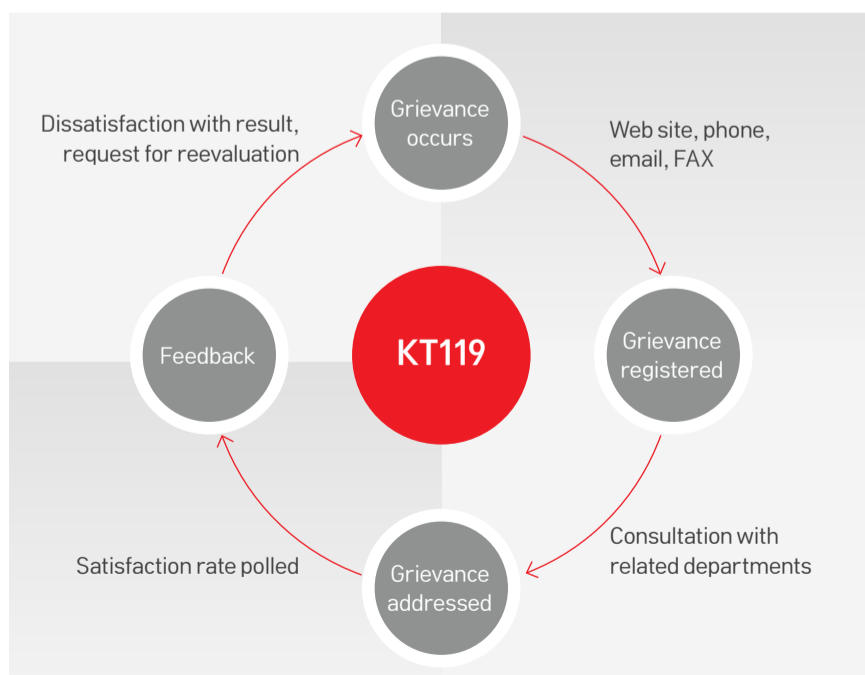 Grievance
occurs
Web site, phone,
email, FAX
Grievance
registered
Consultation with
related departments
Grievance
addressed
Satisfaction rate polled
Feedback
Dissatisfaction with result,
request for reevaluation
KT119